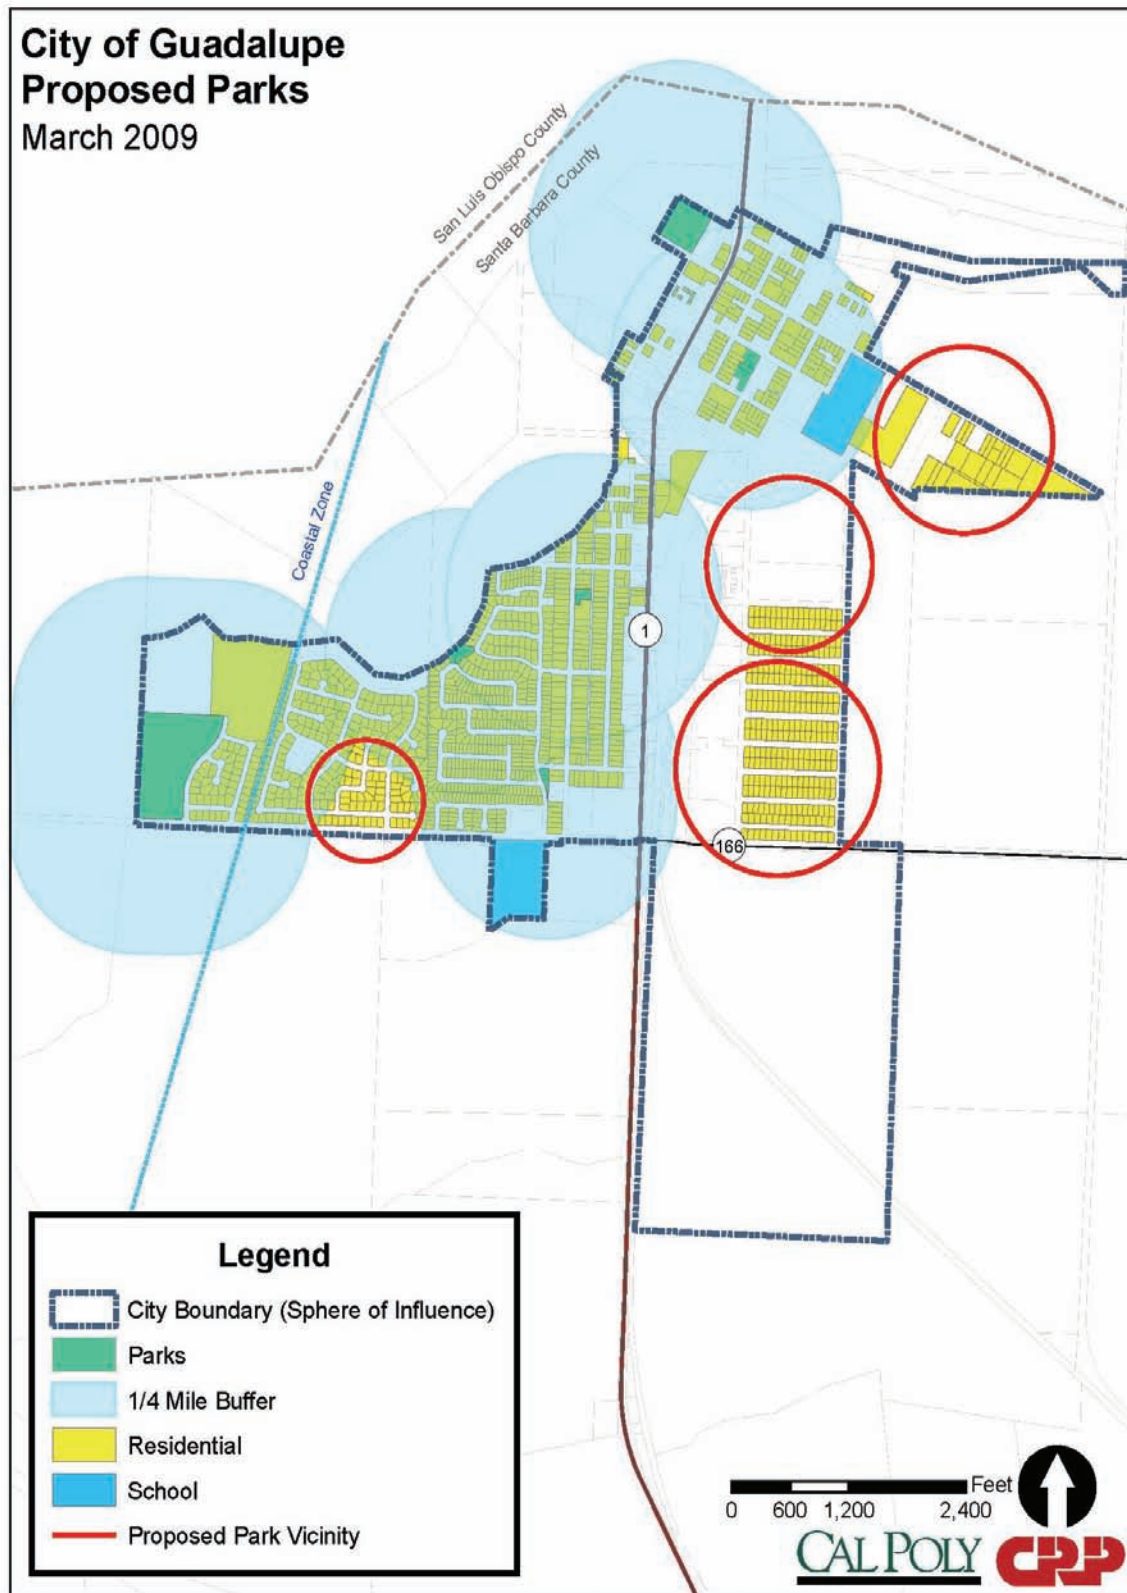 City of Guadalupe
Proposed Parks
March 2009
San Luis Obispo County
Santa Barbara County
Coastal Zone
1
166
Legend
City Boundary (Sphere of Influence)
Parks
1/4 Mile Buffer
Residential
School
Proposed Park Vicinity
Feet
0 600 1,200 2,400
CAL POLY
CRP